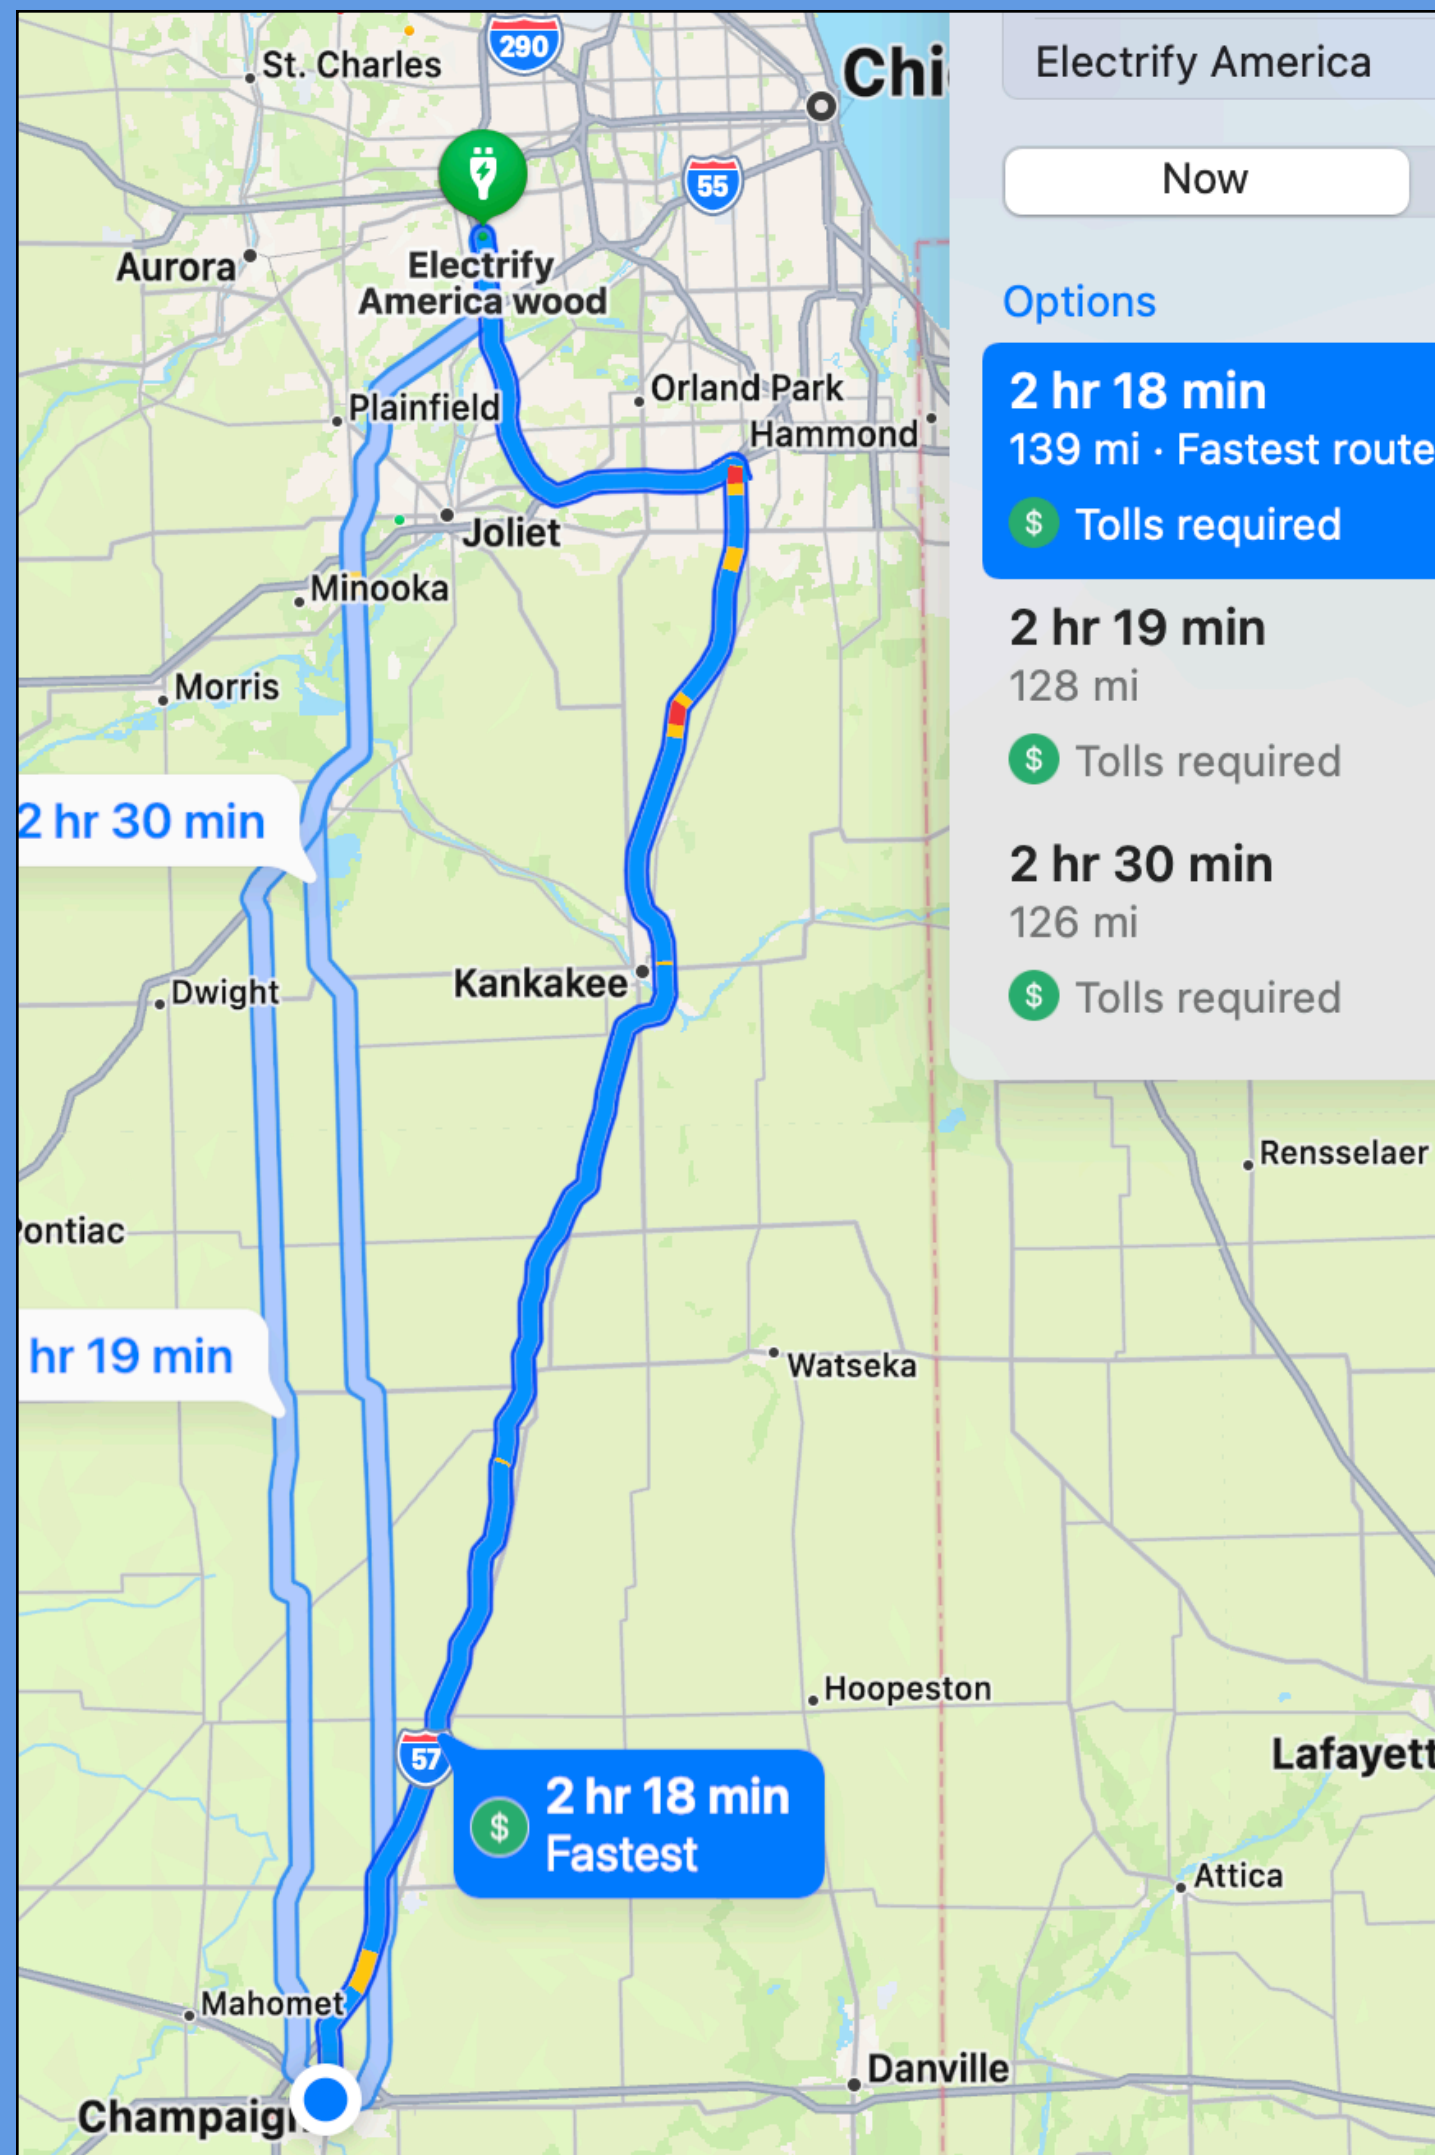 290
St. Charles
Chi
Electrify America
55
Now
Aurora
Electrify
America wood
Options
2 hr 18 min
139 mi · Fastest route
$ Tolls required
Orland Park
Plainfield
Hammond
Joliet
Minooka
2 hr 19 min
128 mi
$ Tolls required
Morris
2 hr 30 min
2 hr 30 min
126 mi
$ Tolls required
Kankakee
Dwight
Rensselaer
ontiac
hr 19 min
Watseka
Hoopeston
57
Lafayett
$ 2 hr 18 min
Fastest
Attica
Mahomet
Danville
Champaign